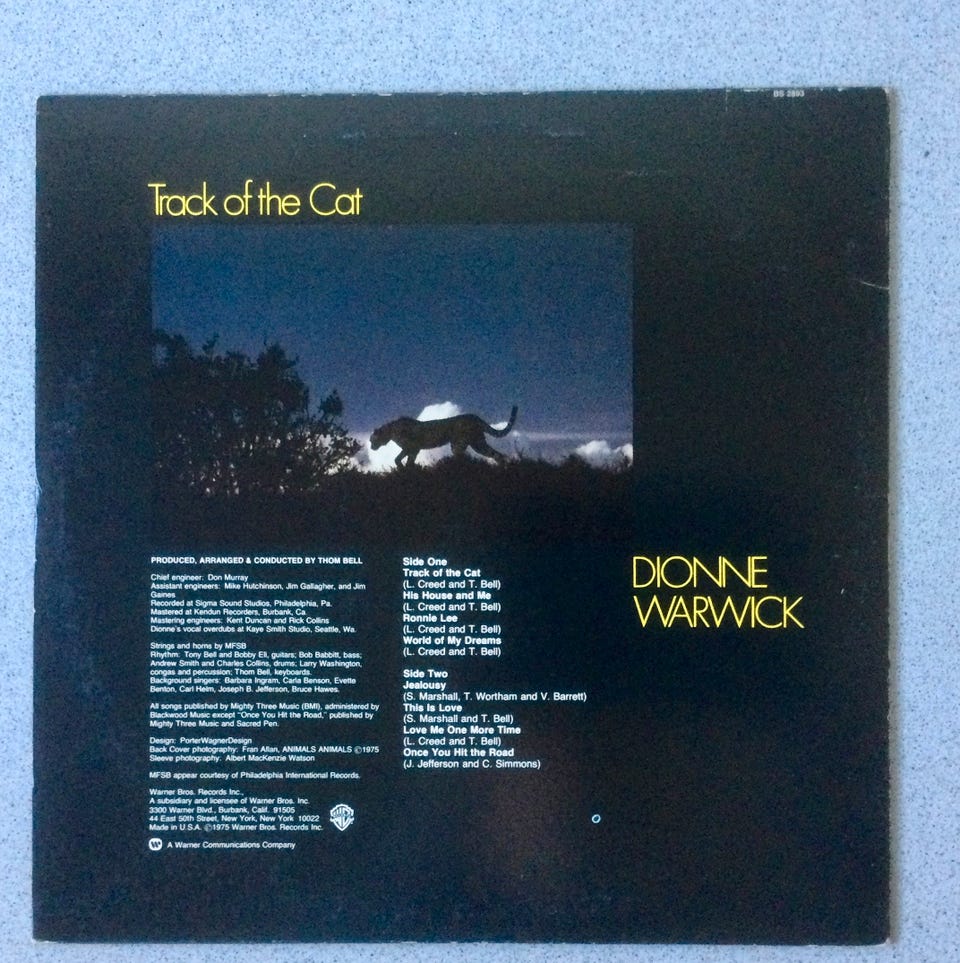 BS 2893
Track of the Cat
PRODUCED, ARRANGED & CONDUCTED BY THOM BELL
Chief engineer: Don Murray
Assistant engineers: Mike Hutchinson, Jim Gallagher, and Jim
Gaines
Recorded at Sigma Sound Studios, Philadelphia, Pa.
Mastered at Kendun Recorders, Burbank, Ca.
Mastering engineers: Kent Duncan and Rick Collins
Dionne's vocal overdubs at Kaye Smith Studio, Seattle, Wa.
Strings and horns by MFSB
Rhythm: Tony Bell and Bobby Eli, guitars; Bob Babbitt, bass;
Andrew Smith and Charles Collins, drums; Larry Washington,
congas and percussion; Thom Bell, keyboards.
Background singers: Barbara Ingram, Carla Benson, Evette
Benton, Carl Helm, Joseph B. Jefferson, Bruce Hawes.
All songs published by Mighty Three Music (BMI), administered by
Blackwood Music except "Once You Hit the Road," published by
Mighty Three Music and Sacred Pen.
Design: PorterWagnerDesign
Back Cover photography: Fran Allan, ANIMALS ANIMALS ©1975
Sleeve photography: Albert MacKenzie Watson
MFSB appear courtesy of Philadelphia International Records.
Warner Bros. Records Inc.,
A subsidiary and licensee of Warner Bros. Inc.
3300 Warner Blvd., Burbank, Calif. 91505
44 East 50th Street, New York, New York 10022
Made in U.S.A. ©1975 Warner Bros. Records Inc.
A Warner Communications Company
Side One
Track of the Cat
(L. Creed and T. Bell)
His House and Me
(L. Creed and T. Bell)
Ronnie Lee
(L. Creed and T. Bell)
World of My Dreams
(L. Creed and T. Bell)
Side Two
Jealousy
(S. Marshall, T. Wortham and V. Barrett)
This Is Love
(S. Marshall and T. Bell)
Love Me One More Time
(L. Creed and T. Bell)
Once You Hit the Road
(J. Jefferson and C. Simmons)
DIONNE
WARWICK